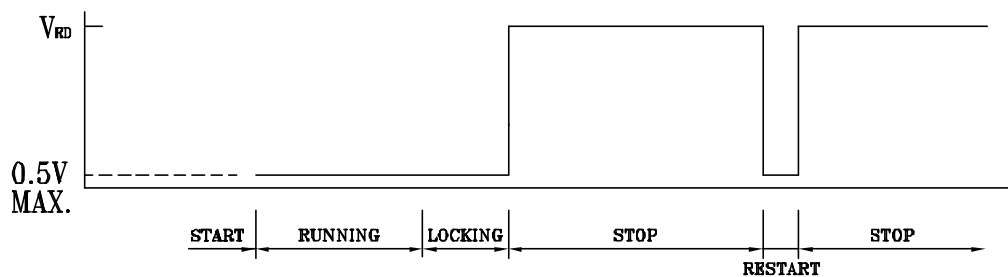 VRD
0.5V
MAX.
START RUNNING LOCKING STOP STOP
RESTART